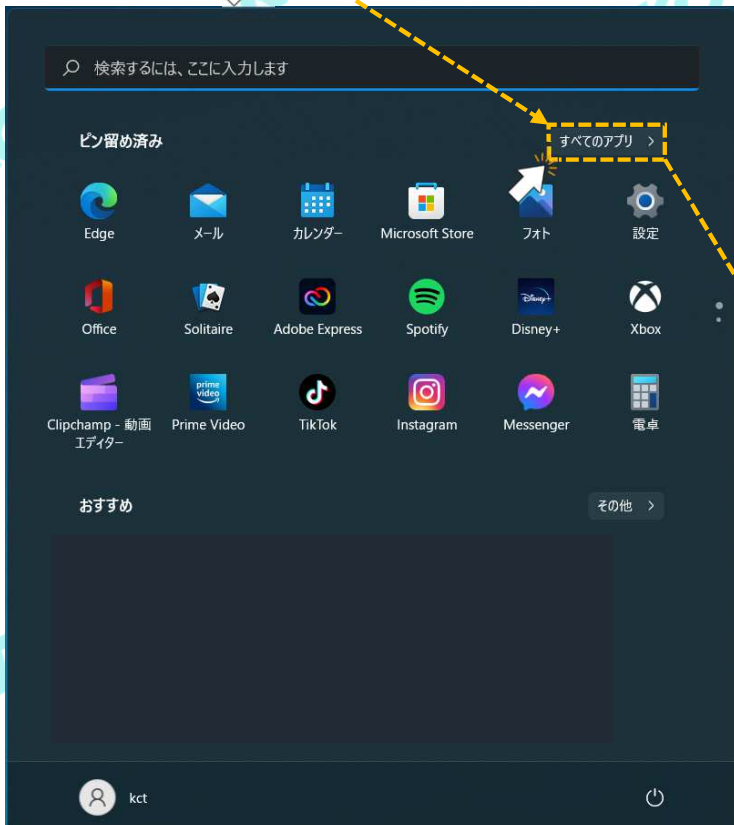 検索するには、ここに入力します
ピン留め済み
すべてのアプリ >
Edge
メール
カレンダー
Microsoft Store
フォト
設定
Office
Solitaire
Adobe Express
Spotify
Disney+
Disney+
Xbox
prime
video
Clipchamp - 動画
エディター
Prime Video
TikTok
Instagram
Messenger
電卓
おすすめ
その他 >
kct